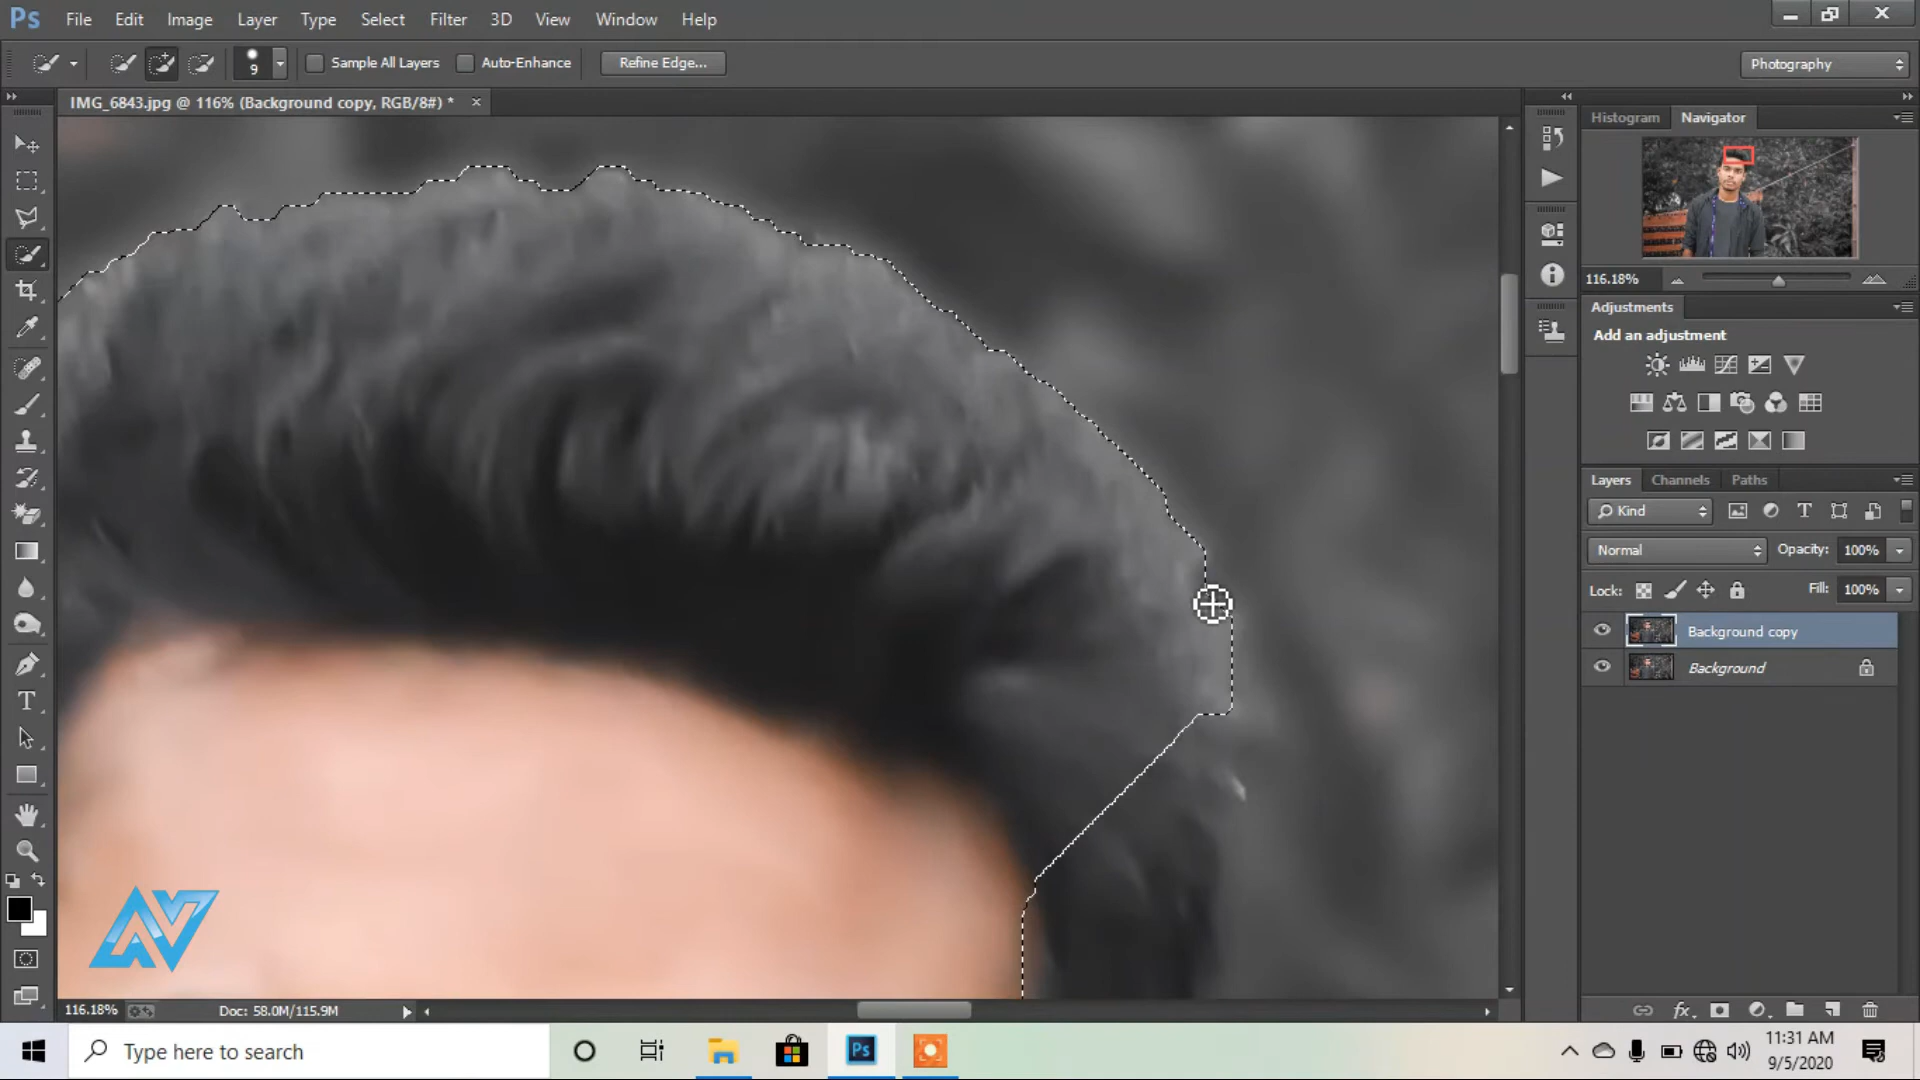 Ps File Edit Image Layer Type Select Filter 3D View Window Help
9 Sample All Layers Auto-Enhance Refine Edge... Photography
IMG_6843.jpg @ 116% (Background copy, RGB/8#) * ×
Histogram Navigator
116.18%
Adjustments
Add an adjustment
Layers Channels Paths
Kind
Normal Opacity: 100%
Lock: Fill: 100%
Background copy
Background
AV
116.18% Doc: 58.0M/115.9M
Type here to search
Ps
11:31 AM
9/5/2020